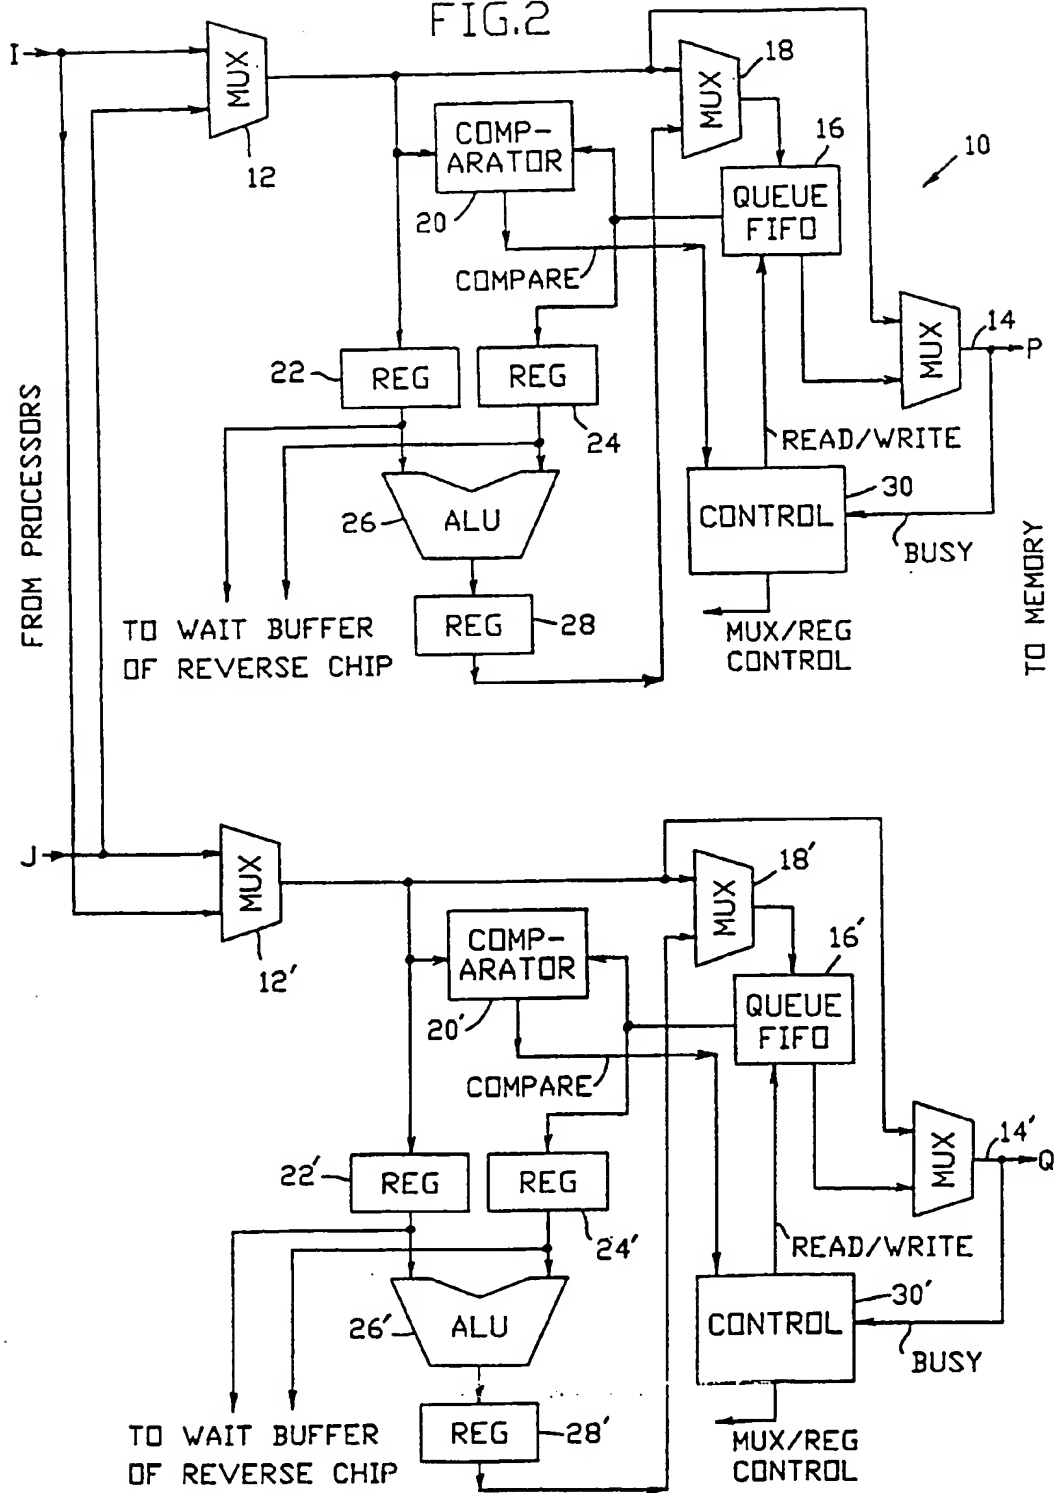 FIG.2
I
MUX
12
COMP-
ARATOR
20
COMPARE
MUX
18
16
QUEUE
FIFO
10
MUX
14
P
22
REG
REG
24
READ/WRITE
26
ALU
CONTROL
30
BUSY
REG
28
MUX/REG
CONTROL
TO WAIT BUFFER
OF REVERSE CHIP
FROM PROCESSORS
TO MEMORY
J
MUX
12′
COMP-
ARATOR
20′
COMPARE
MUX
18′
16′
QUEUE
FIFO
MUX
14′
Q
22′
REG
REG
24′
READ/WRITE
26′
ALU
CONTROL
30′
BUSY
REG
28′
MUX/REG
CONTROL
TO WAIT BUFFER
OF REVERSE CHIP